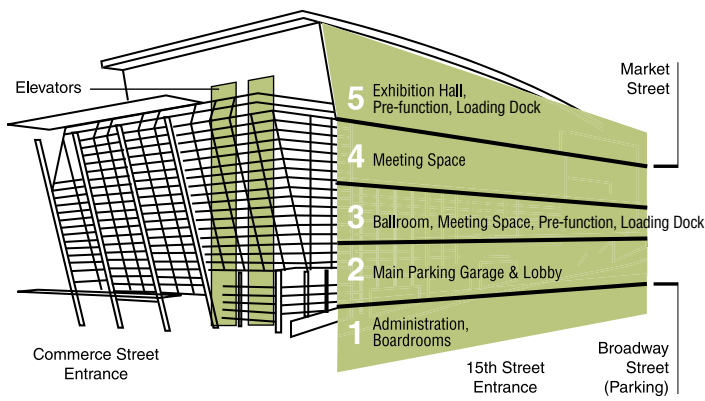 Elevators
Market
Street
5 Exhibition Hall,
Pre-function, Loading Dock
4 Meeting Space
3 Ballroom, Meeting Space, Pre-function, Loading Dock
2 Main Parking Garage & Lobby
1 Administration,
Boardrooms
Commerce Street
Entrance
15th Street
Entrance
Broadway
Street
(Parking)